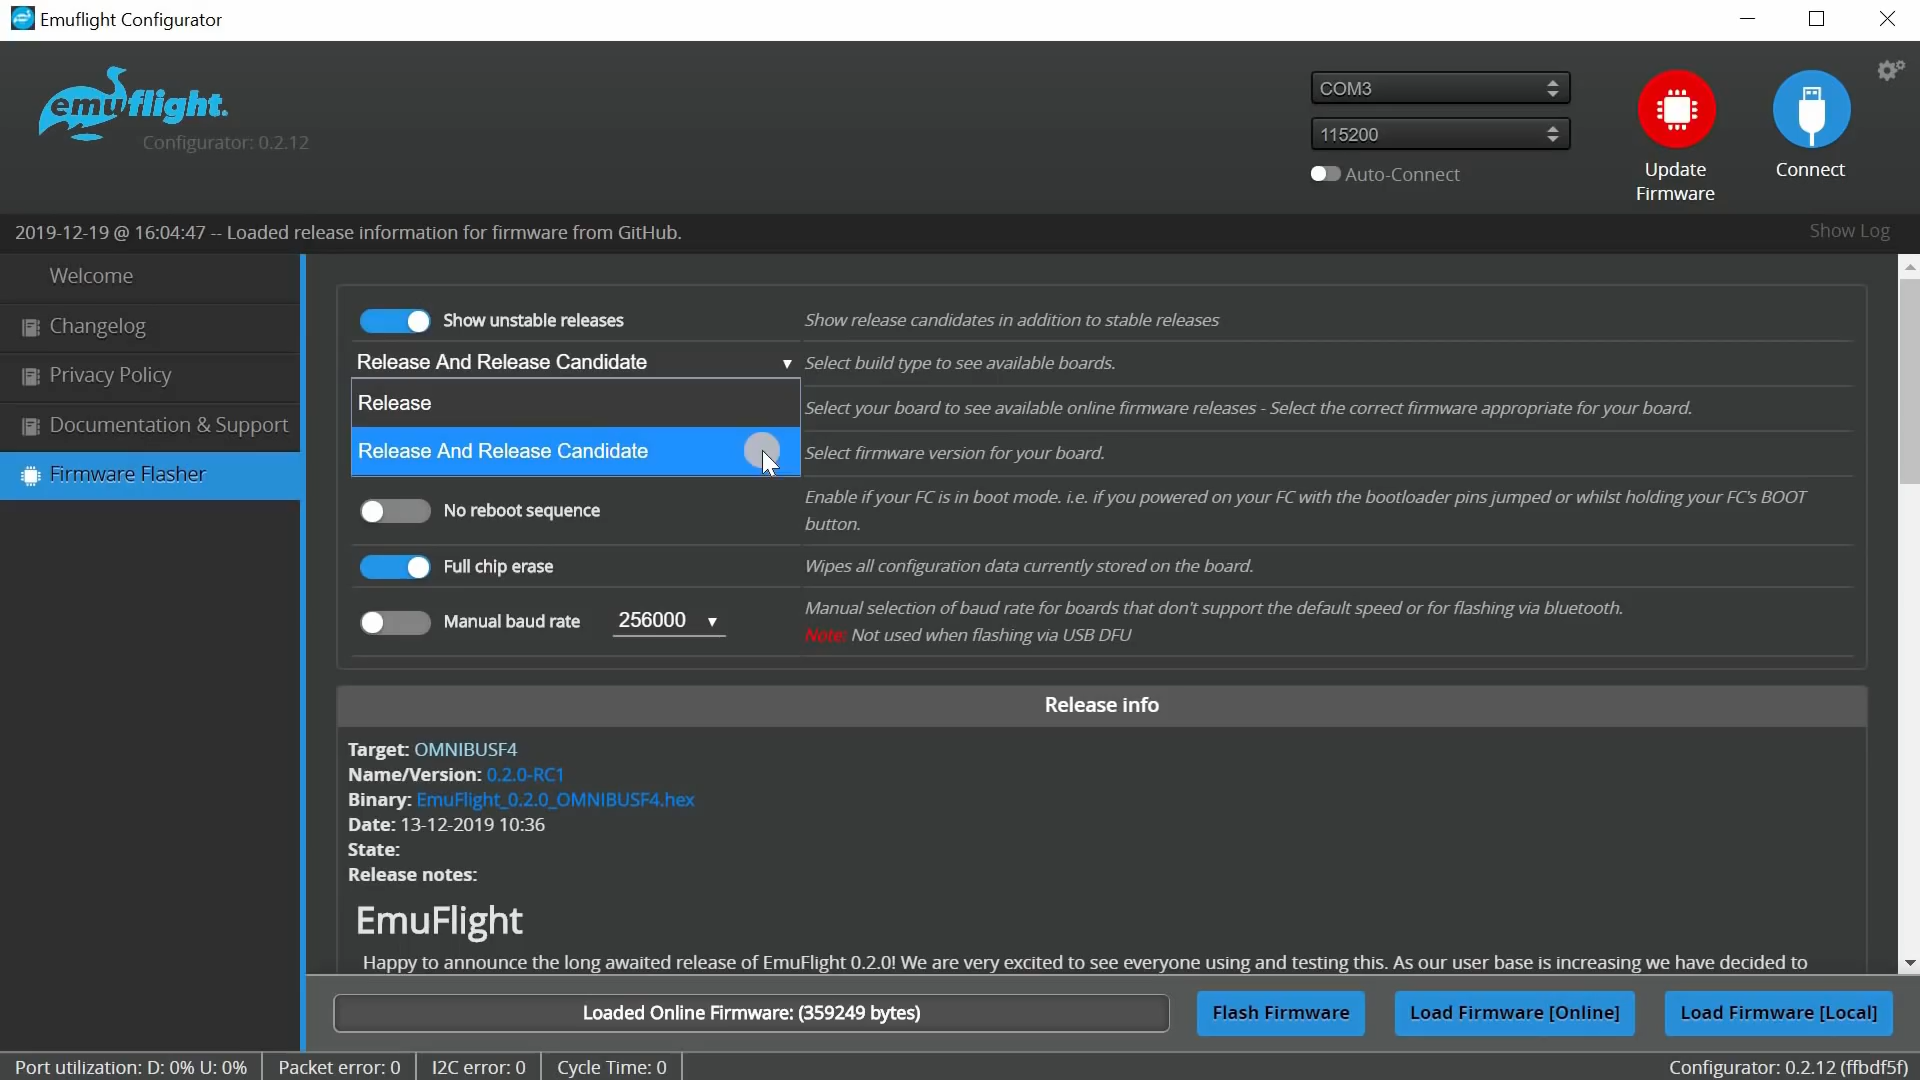 Emuflight Configurator
emuflight.
Configurator: 0.2.12
COM3
115200
Auto-Connect
Update
Firmware
Connect
2019-12-19 @ 16:04:47 -- Loaded release information for firmware from GitHub.
Show Log
Welcome
Changelog
Privacy Policy
Documentation & Support
Firmware Flasher
Show unstable releases
Show release candidates in addition to stable releases
Release And Release Candidate
Select build type to see available boards.
Release
Select your board to see available online firmware releases - Select the correct firmware appropriate for your board.
Release And Release Candidate
Select firmware version for your board.
No reboot sequence
Enable if your FC is in boot mode. i.e. if you powered on your FC with the bootloader pins jumped or whilst holding your FC's BOOT
button.
Full chip erase
Wipes all configuration data currently stored on the board.
Manual baud rate
256000
Manual selection of baud rate for boards that don't support the default speed or for flashing via bluetooth.
Note: Not used when flashing via USB DFU
Release info
Target: OMNIBUSF4
Name/Version: 0.2.0-RC1
Binary: EmuFlight_0.2.0_OMNIBUSF4.hex
Date: 13-12-2019 10:36
State:
Release notes:
EmuFlight
Happy to announce the long awaited release of EmuFlight 0.2.0! We are very excited to see everyone using and testing this. As our user base is increasing we have decided to
Loaded Online Firmware: (359249 bytes)
Flash Firmware
Load Firmware [Online]
Load Firmware [Local]
Port utilization: D: 0% U: 0%
Packet error: 0
I2C error: 0
Cycle Time: 0
Configurator: 0.2.12 (ffbdf5f)